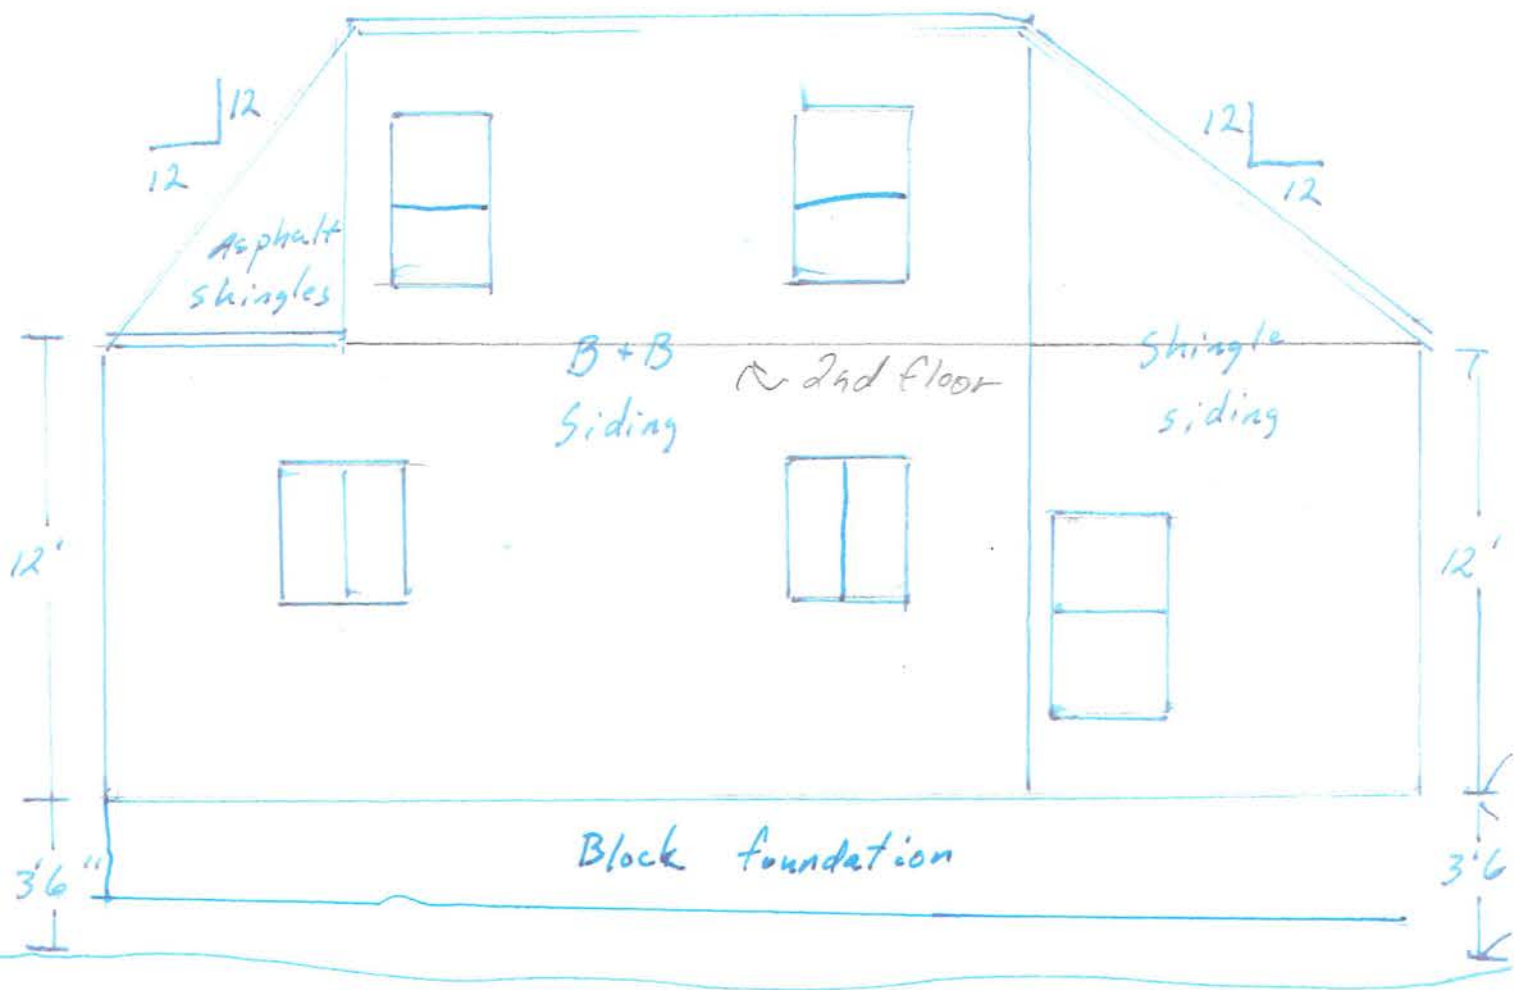 12
12
12
12
Asphalt
shingles
B + B
Siding
~ 2nd floor
Shingle
siding
12'
12'
Block foundation
3'6"
3'6